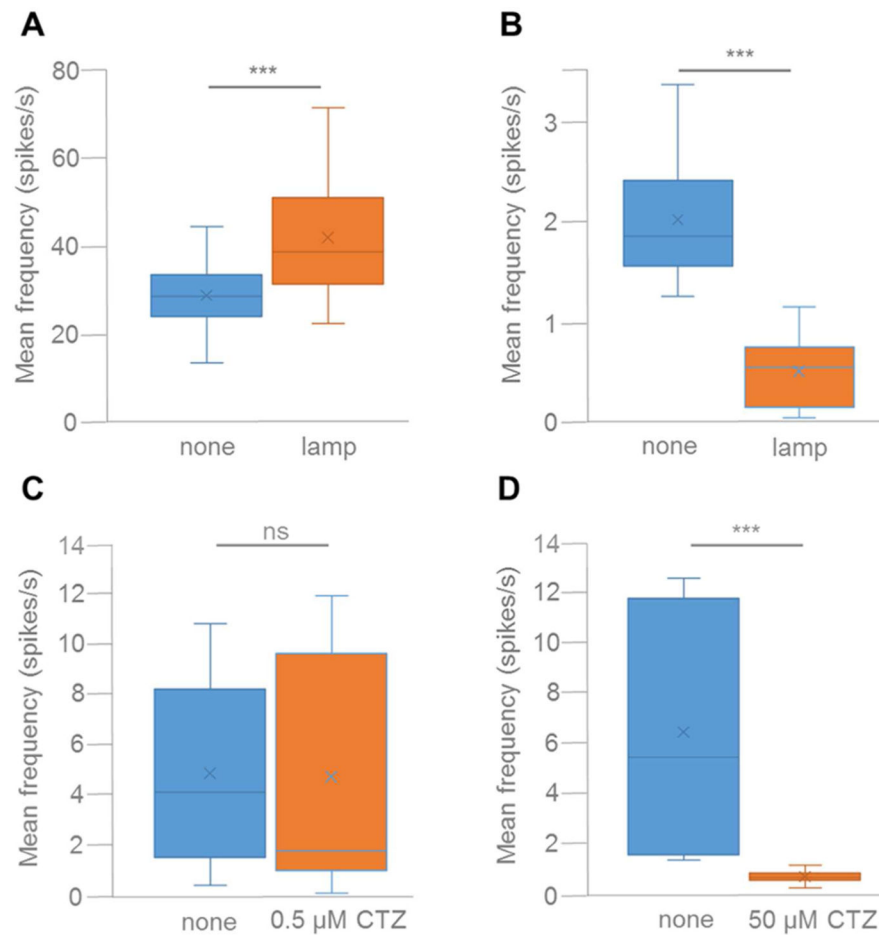 A
Mean frequency (spikes/s)
80
60
40
20
0
***
none
lamp
B
Mean frequency (spikes/s)
3
2
1
0
***
none
lamp
C
Mean frequency (spikes/s)
14
12
10
8
6
4
2
0
ns
none
0.5 µM CTZ
D
Mean frequency (spikes/s)
14
12
10
8
6
4
2
0
***
none
50 µM CTZ